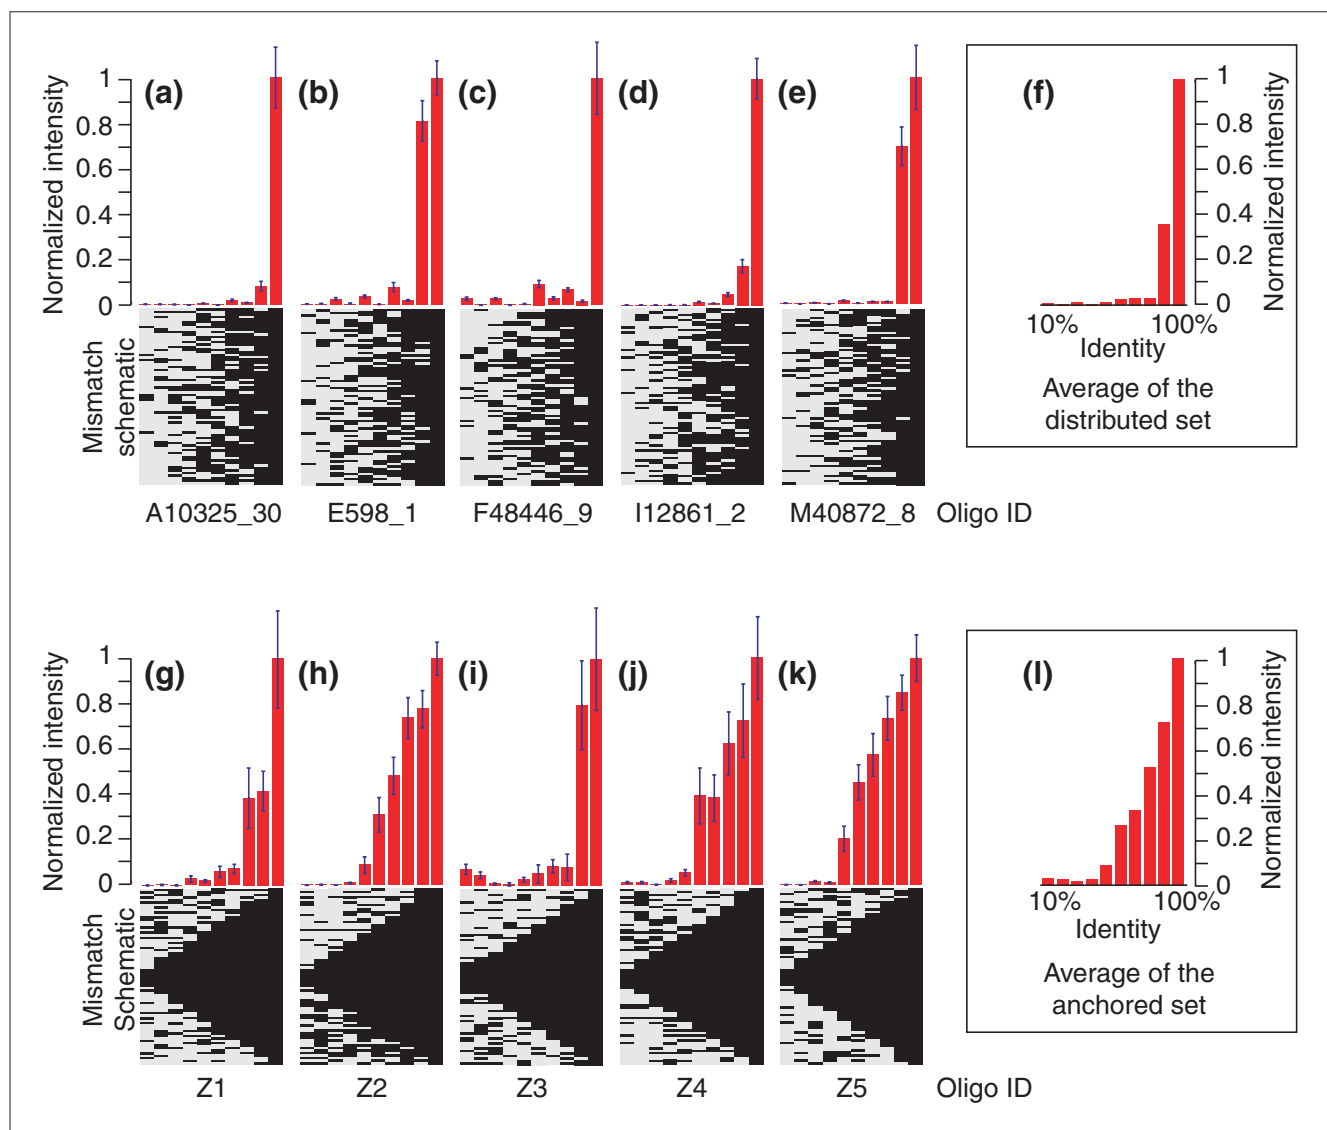 (a) (b) (c) (d) (e) (f)
Normalized intensity
1
0.8
0.6
0.4
0.2
0
Mismatch
schematic
A10325_30 E598_1 F48446_9 I12861_2 M40872_8 Oligo ID
1
0.8
0.6
0.4
0.2
0
Normalized intensity
10% 100%
Identity
Average of the
distributed set
(g) (h) (i) (j) (k) (l)
Normalized intensity
1
0.8
0.6
0.4
0.2
0
Mismatch
Schematic
Z1 Z2 Z3 Z4 Z5 Oligo ID
1
0.8
0.6
0.4
0.2
0
Normalized intensity
10% 100%
Identity
Average of the
anchored set